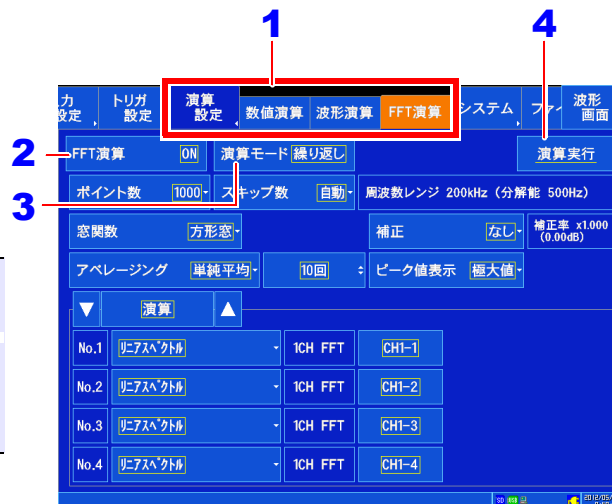 1
4
力
設定
トリガ
設定
演算
設定
数値演算
波形演算
FFT演算
システム
ファイ
波形
画面
2
FFT演算 ON
演算モード 繰り返し
演算実行
3
ポイント数 1000
スキップ数 自動
周波数レンジ 200kHz (分解能 500Hz)
窓関数 方形窓
補正 なし
補正率 x1.000
(0.00dB)
アベレージング 単純平均
10回
ピーク値表示 極大値
▼ 演算 ▲
No.1 リニアスペクトル 1CH FFT CH1-1
No.2 リニアスペクトル 1CH FFT CH1-2
No.3 リニアスペクトル 1CH FFT CH1-3
No.4 リニアスペクトル 1CH FFT CH1-4
SD USB